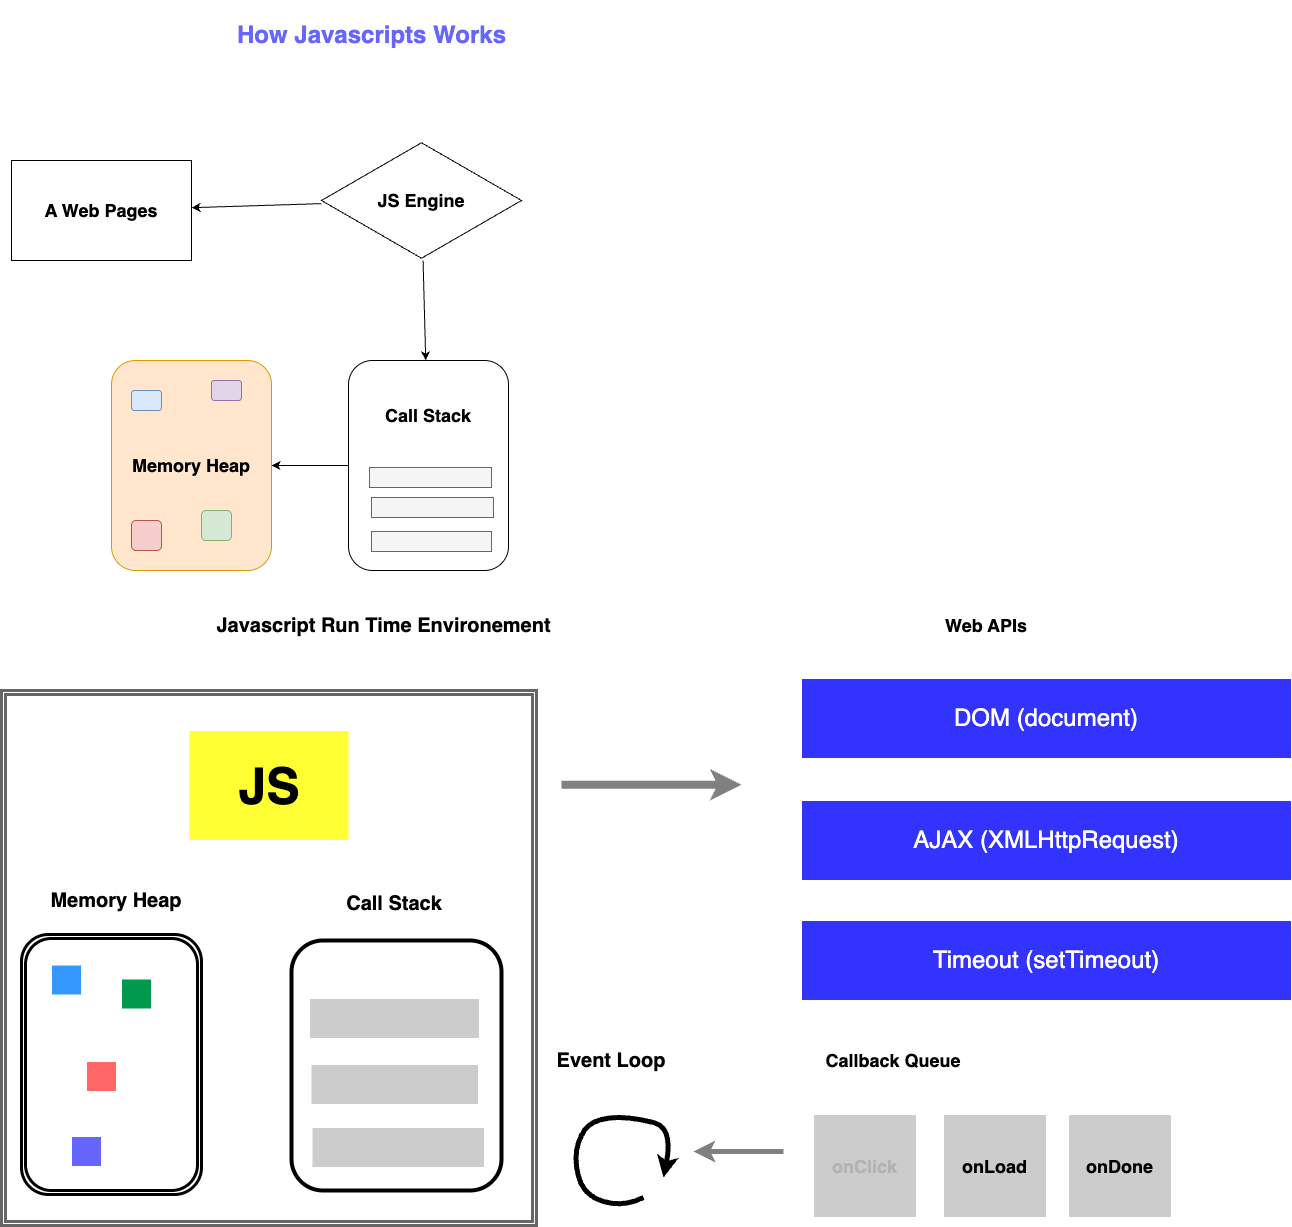 How Javascripts Works
A Web Pages
JS Engine
Call Stack
Memory Heap
Javascript Run Time Environement
Web APIs
DOM (document)
JS
AJAX (XMLHttpRequest)
Memory Heap
Call Stack
Timeout (setTimeout)
Event Loop
Callback Queue
onClick
onLoad
onDone